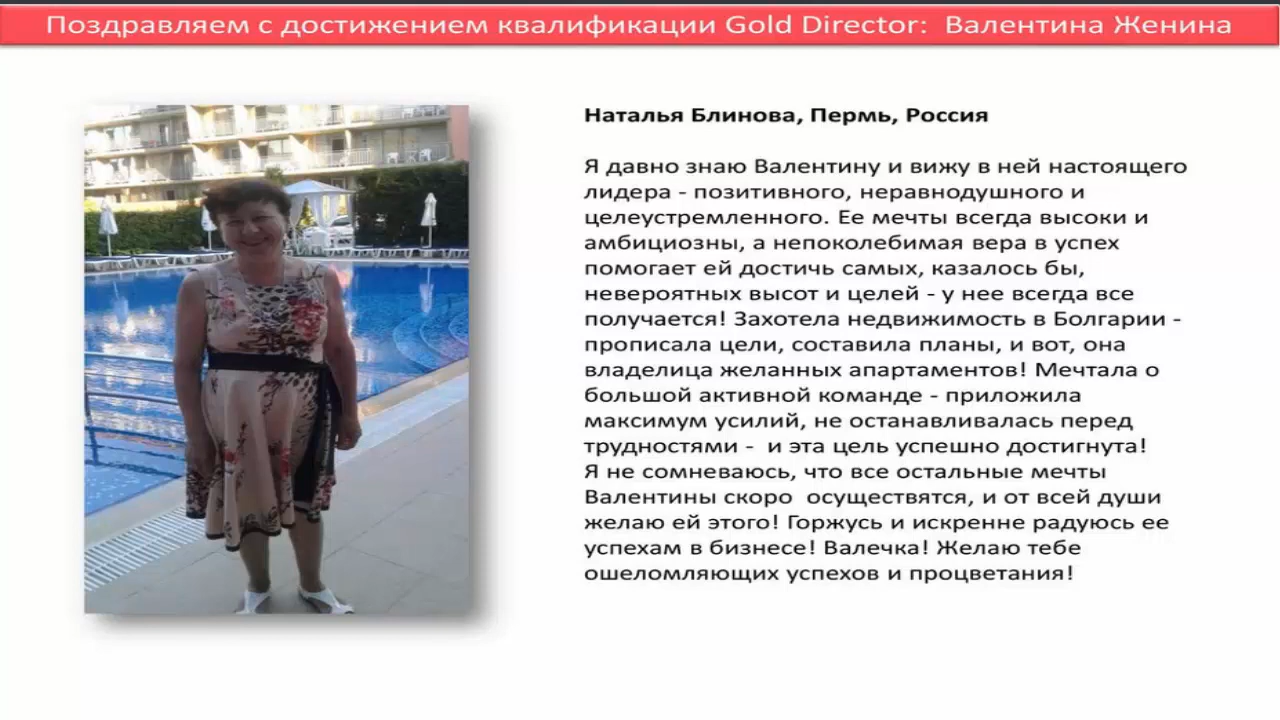 Поздравляем с достижением квалификации Gold Director:  Валентина Женина
Наталья Блинова, Пермь, Россия
Я давно знаю Валентину и вижу в ней настоящего
лидера - позитивного, неравнодушного и
целеустремленного. Ее мечты всегда высоки и
амбициозны, а непоколебимая вера в успех
помогает ей достичь самых, казалось бы,
невероятных высот и целей - у нее всегда все
получается! Захотела недвижимость в Болгарии -
прописала цели, составила планы, и вот, она
владелица желанных апартаментов! Мечтала о
большой активной команде - приложила
максимум усилий, не останавливалась перед
трудностями -  и эта цель успешно достигнута!
Я не сомневаюсь, что все остальные мечты
Валентины скоро  осуществятся, и от всей души
желаю ей этого! Горжусь и искренне радуюсь ее
успехам в бизнесе! Валечка! Желаю тебе
ошеломляющих успехов и процветания!